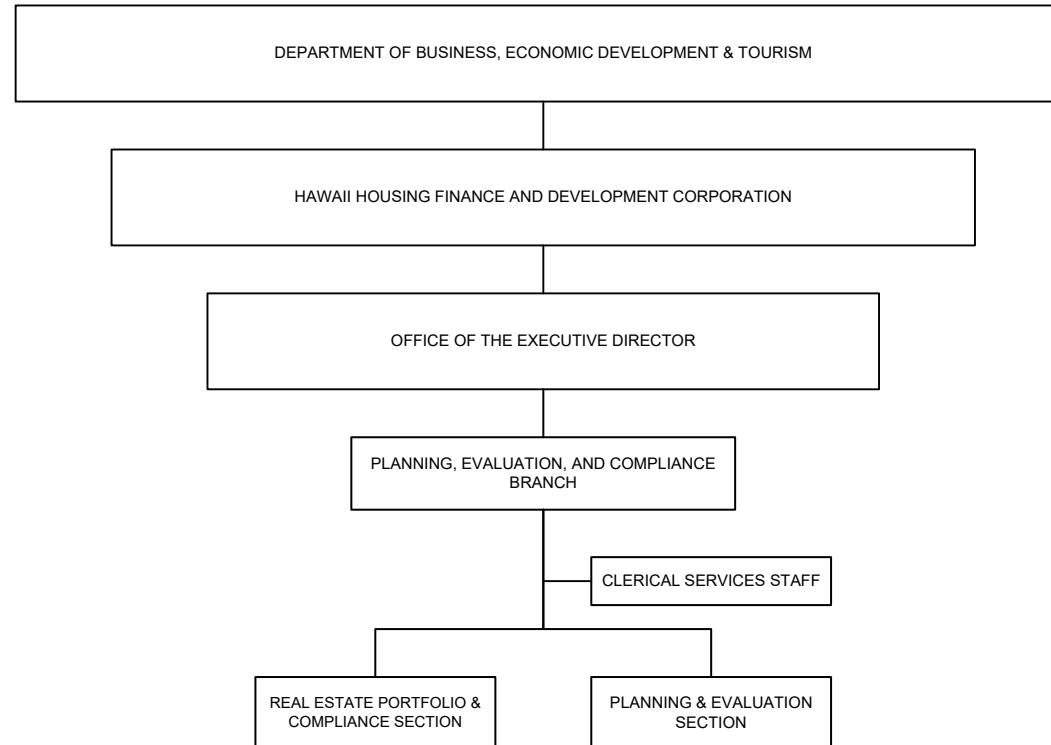 DEPARTMENT OF BUSINESS, ECONOMIC DEVELOPMENT & TOURISM
HAWAII HOUSING FINANCE AND DEVELOPMENT CORPORATION
OFFICE OF THE EXECUTIVE DIRECTOR
PLANNING, EVALUATION, AND COMPLIANCE
BRANCH
CLERICAL SERVICES STAFF
REAL ESTATE PORTFOLIO &
COMPLIANCE SECTION
PLANNING & EVALUATION
SECTION